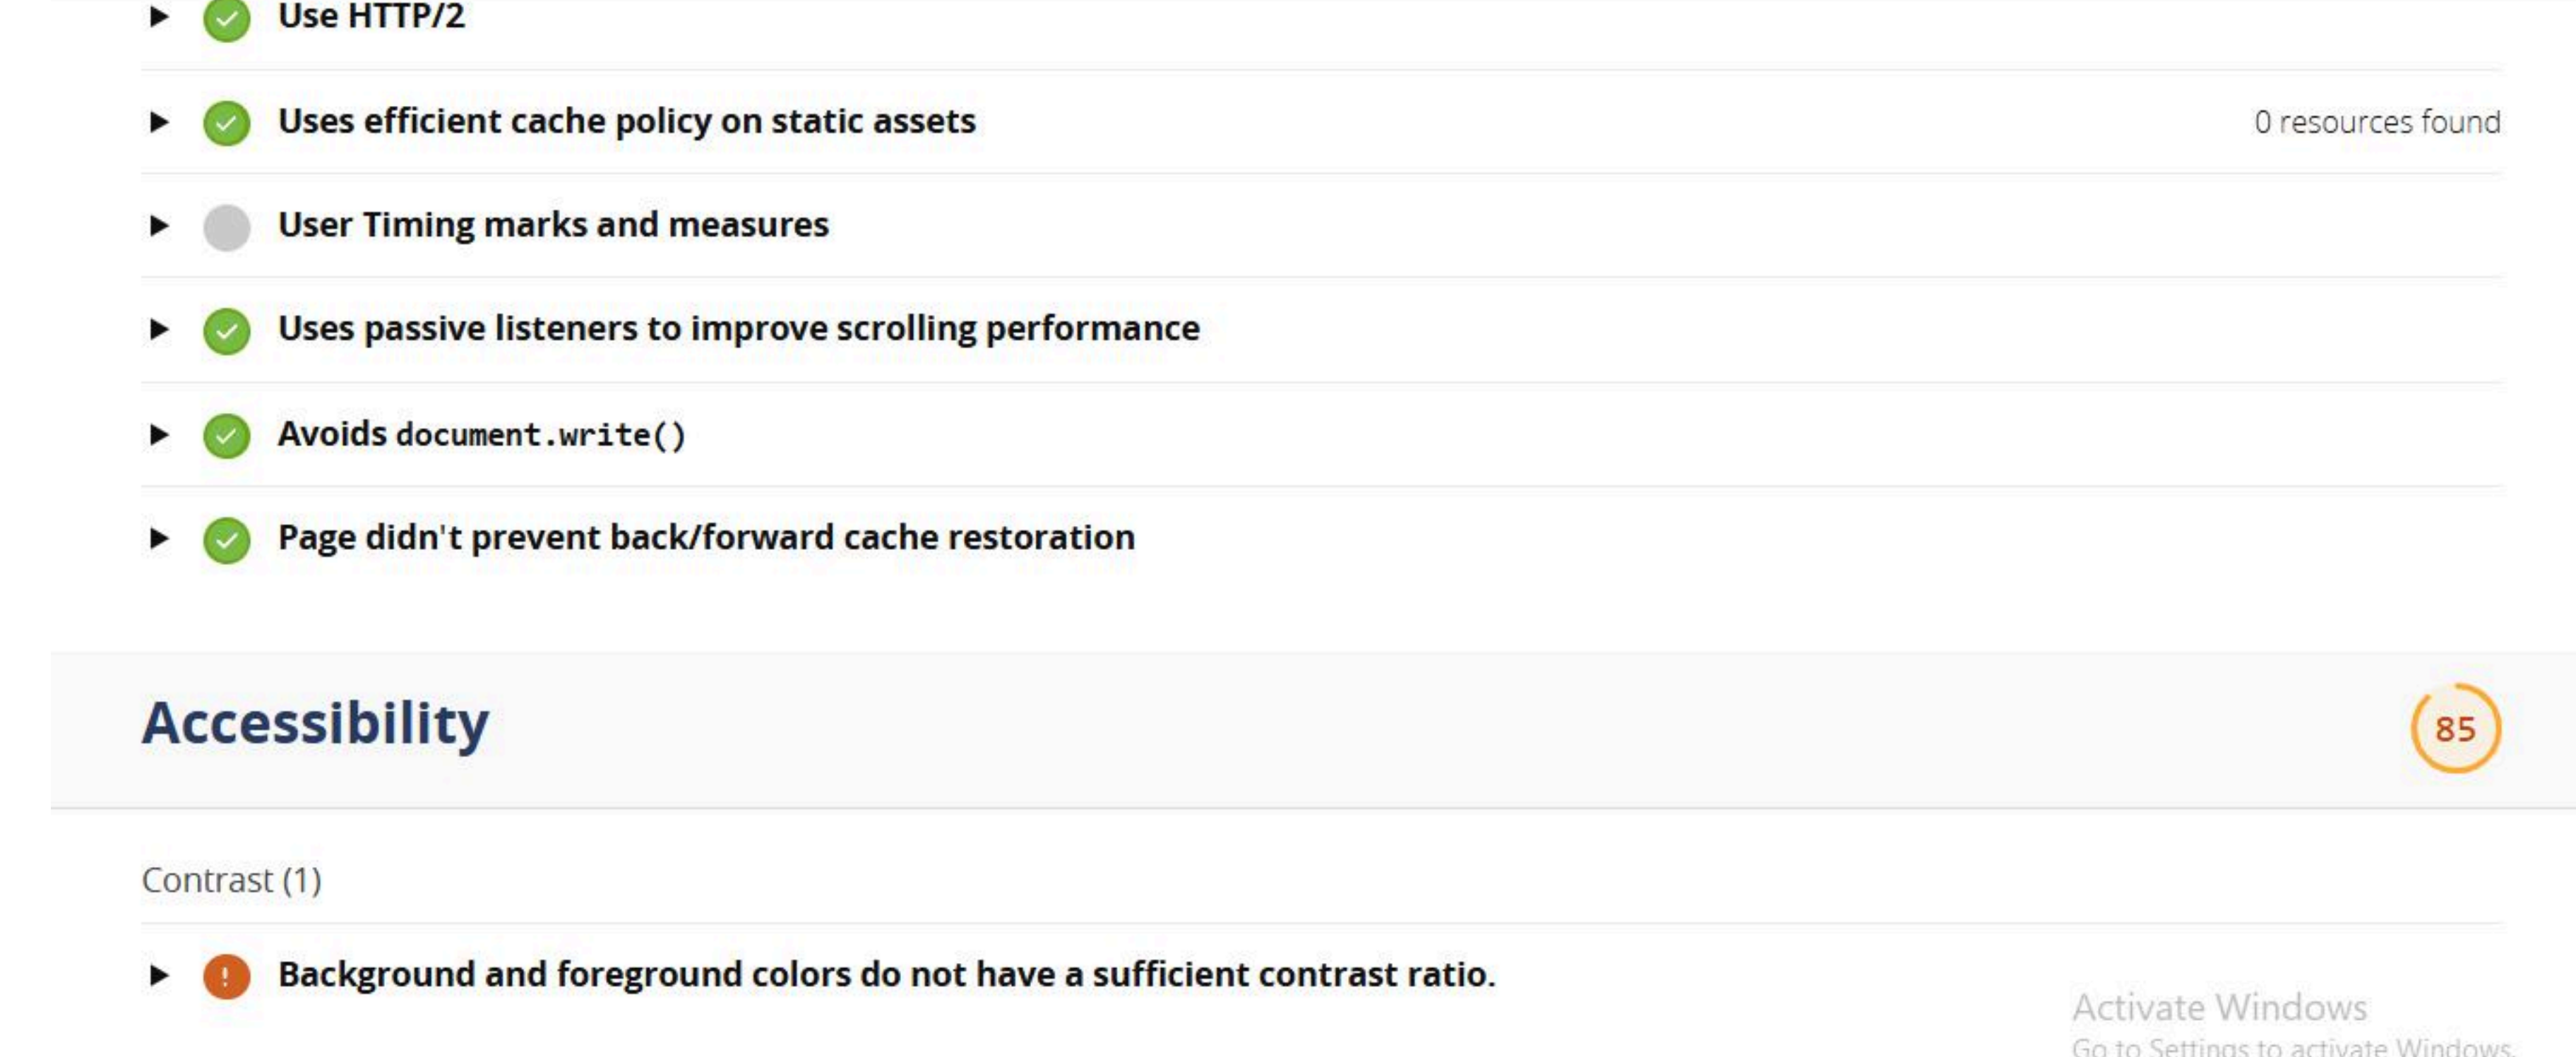 Use HTTP/2
Uses efficient cache policy on static assets
0 resources found
User Timing marks and measures
Uses passive listeners to improve scrolling performance
Avoids document.write()
Page didn't prevent back/forward cache restoration
Accessibility
85
Contrast (1)
Background and foreground colors do not have a sufficient contrast ratio.
Activate Windows
Go to Settings to activate Windows.